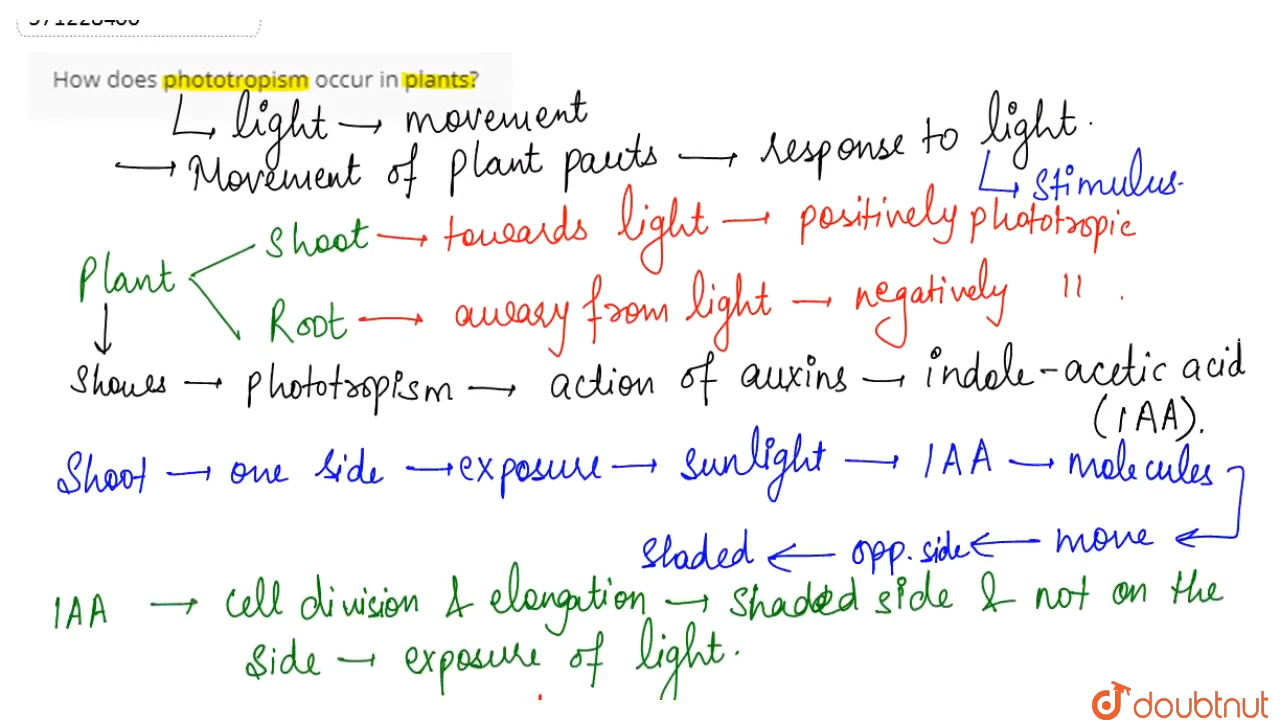 How does phototropism occur in plants?
↳ light → movement
→ Movement of plant parts → response to light.
↳ stimulus.
Plant
Shoot → towards light → positively phototropic
Root → away from light → negatively 11 .
↓
Shows → phototropism → action of auxins → indole-acetic acid
(IAA).
Shoot → one side → exposure → sunlight → IAA → molecules
shaded ← opp. side ← move ←
IAA → cell division & elongation → shaded side & not on the
side → exposure of light.
doubtnut